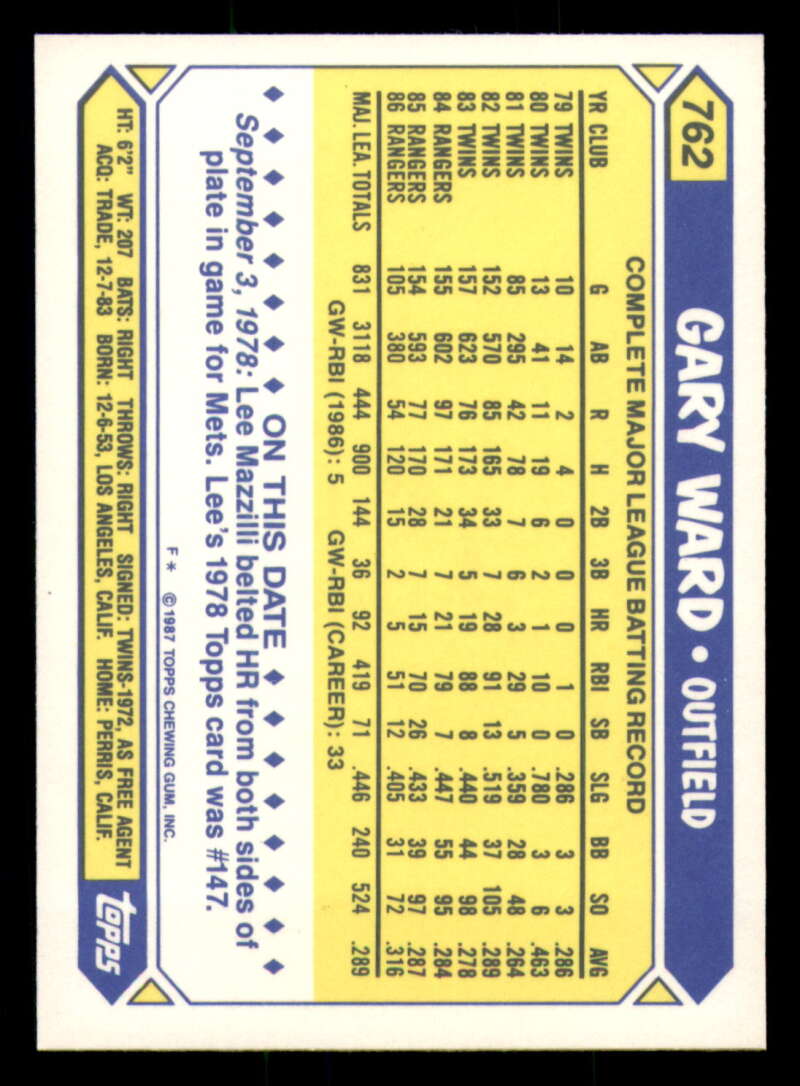 762
GARY WARD • OUTFIELD
COMPLETE MAJOR LEAGUE BATTING RECORD
YR CLUB G AB R H 2B 3B HR RBI SB SLG BB SO AVG
79 TWINS 10 14 2 4 0 0 0 1 0 .286 3 3 .286
80 TWINS 13 41 11 19 6 2 1 10 0 .780 3 6 .463
81 TWINS 85 295 42 78 7 6 3 29 5 .359 28 48 .264
82 TWINS 152 570 85 165 33 7 28 91 13 .519 37 105 .289
83 TWINS 157 623 76 173 34 5 19 88 8 .440 44 98 .278
84 RANGERS 155 602 97 171 21 7 21 79 7 .447 55 95 .284
85 RANGERS 154 593 77 170 28 7 15 70 26 .433 39 97 .287
86 RANGERS 105 380 54 120 15 2 5 51 12 .405 31 72 .316
MAJ. LEA. TOTALS 831 3118 444 900 144 36 92 419 71 .446 240 524 .289
GW-RBI (1986): 5 GW-RBI (CAREER): 33
ON THIS DATE
September 3, 1978: Lee Mazzilli belted HR from both sides of
plate in game for Mets. Lee's 1978 Topps card was #147.
F* ©1987 TOPPS CHEWING GUM, INC.
HT: 6'2" WT: 207 BATS: RIGHT THROWS: RIGHT SIGNED: TWINS-1972, AS FREE AGENT
ACQ: TRADE, 12-7-83 BORN: 12-6-53, LOS ANGELES, CALIF. HOME: PERRIS, CALIF.
topps